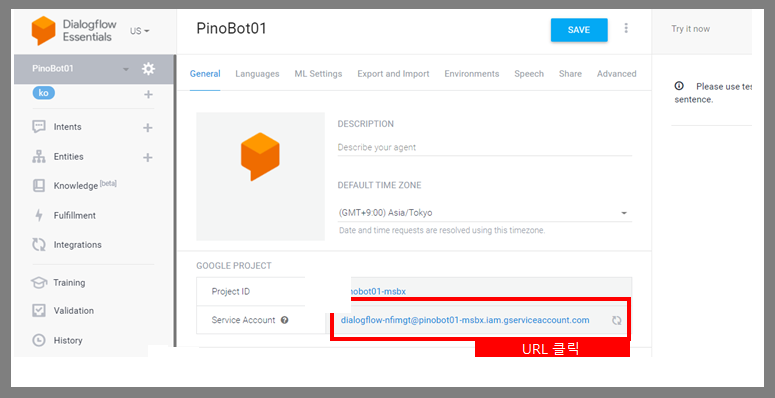 Dialogflow
Essentials
US
PinoBot01
SAVE
Try it now
PinoBot01
General
Languages
ML Settings
Export and Import
Environments
Speech
Share
Advanced
Please use tes
sentence.
ko
Intents
Entities
Knowledge [beta]
Fulfillment
Integrations
Training
Validation
History
DESCRIPTION
Describe your agent
DEFAULT TIME ZONE
(GMT+9:00) Asia/Tokyo
Date and time requests are resolved using this timezone.
GOOGLE PROJECT
Project ID
nobot01-msbx
Service Account
dialogflow-nfimgt@pinobot01-msbx.iam.gserviceaccount.com
URL 클릭